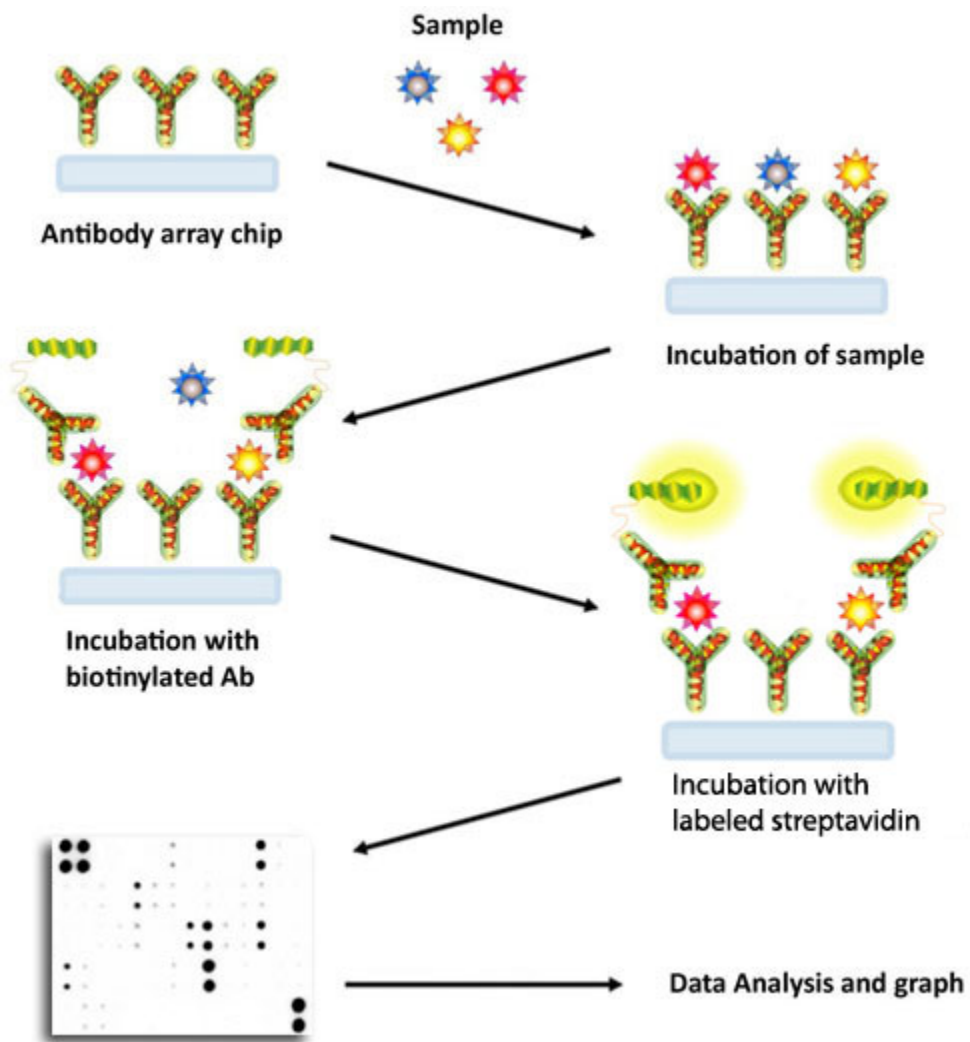 Sample
Antibody array chip
Incubation of sample
Incubation with
biotinylated Ab
Incubation with
labeled streptavidin
Data Analysis and graph